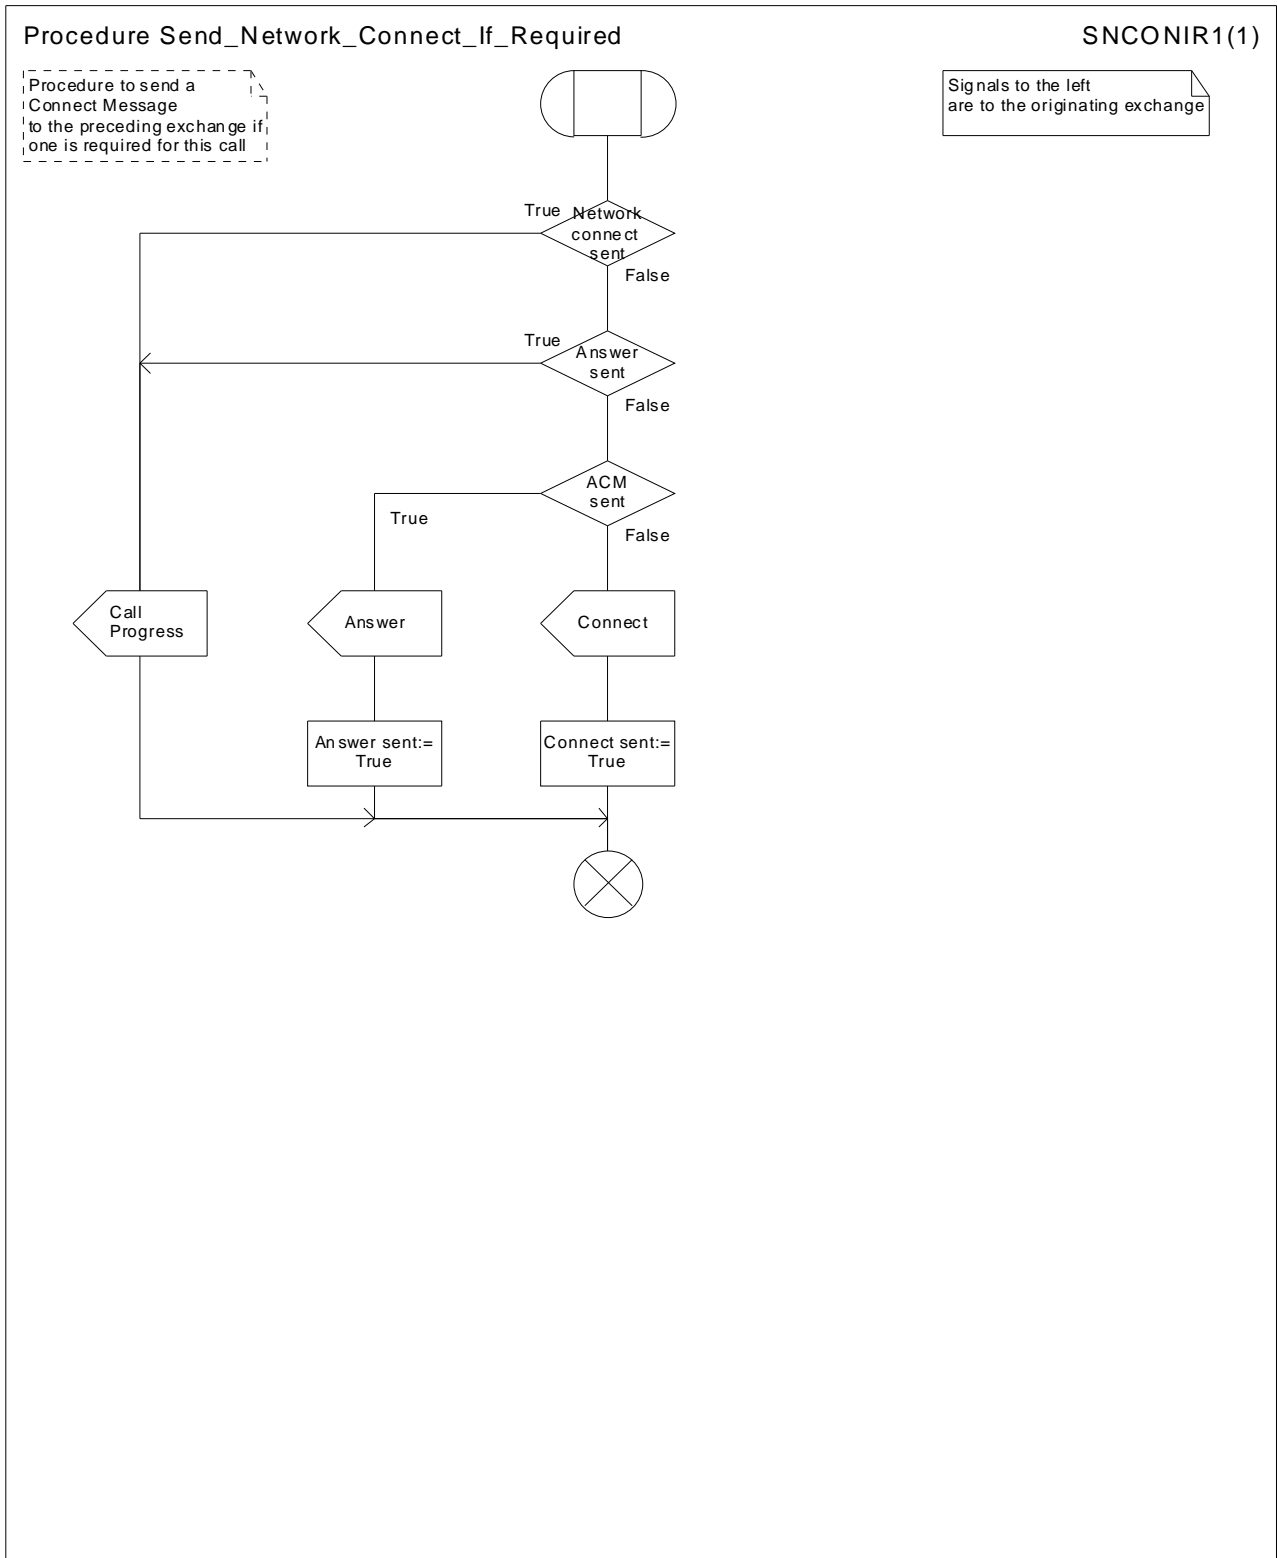 Procedure Send_Network_Connect_If_Required
SNCONIR1(1)
Procedure to send a
Connect Message
to the preceding exchange if
one is required for this call
Signals to the left
are to the originating exchange
True
Network
connect
sent
False
True
Answer
sent
False
ACM
sent
True
False
Call
Progress
Answer
Connect
Answer sent:=
True
Connect sent:=
True